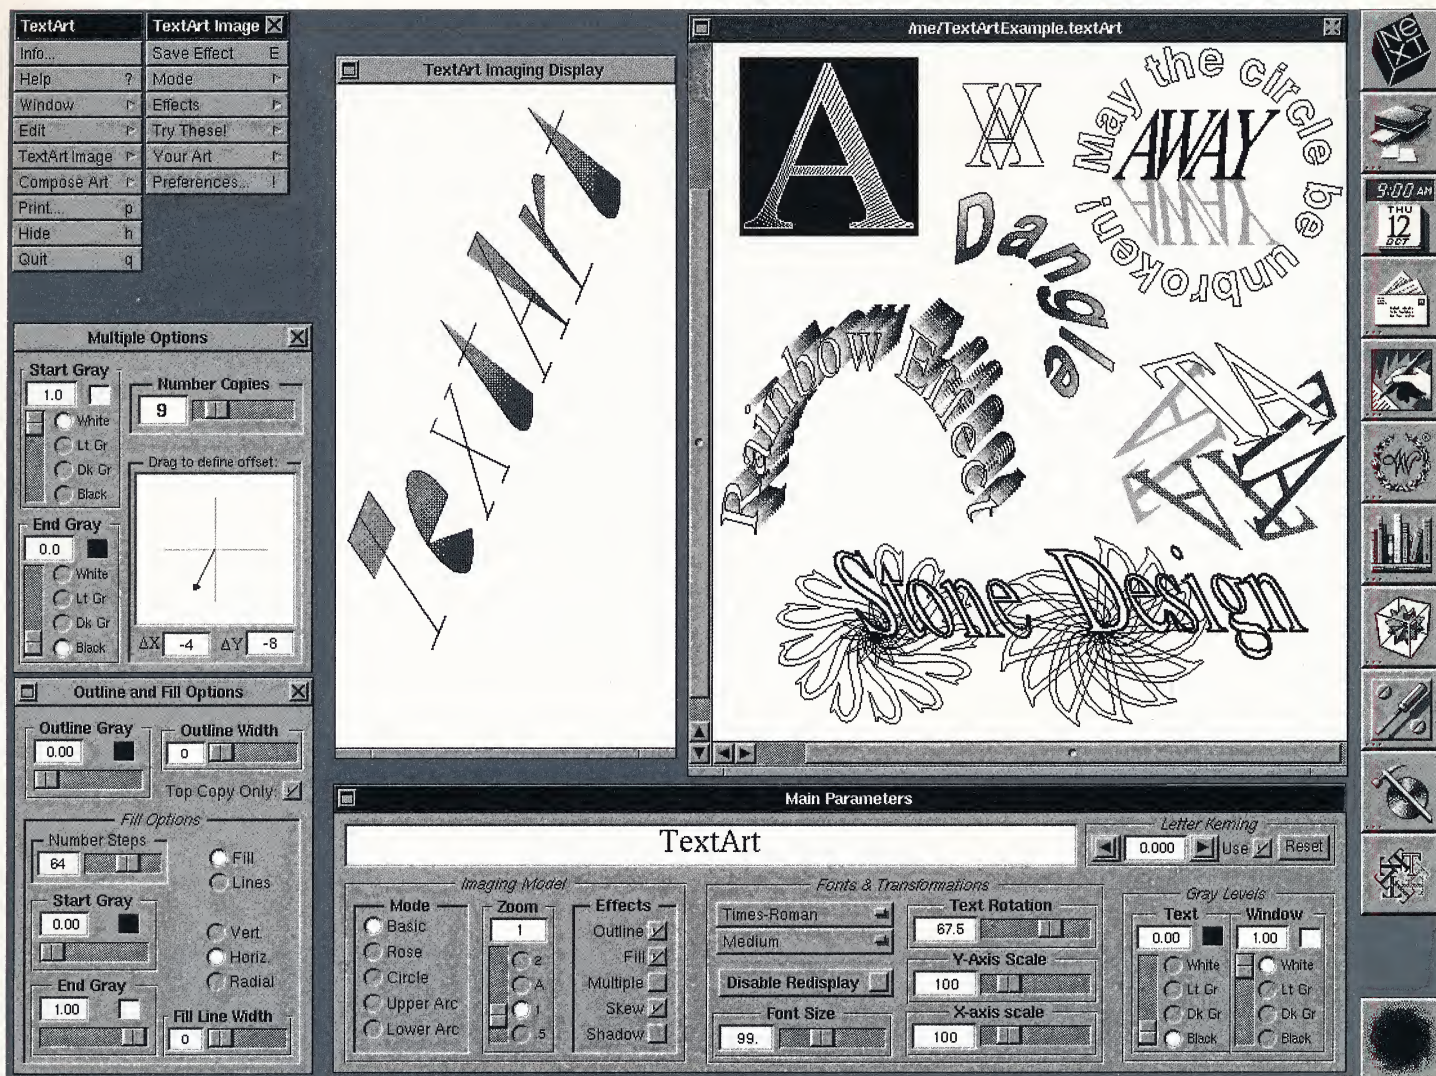 TextArt
Info...
Help ?
Window
Edit
TextArt Image
Compose Art
Print... p
Hide h
Quit q
TextArt Image
Save Effect E
Mode
Effects
Try These!
Your Art
Preferences... !
TextArt Imaging Display
TextArt
/me/TextArtExample.textArt
A
A
A
May the circle be unbroken!
AWAY
AWAY
Dangle
Rainbow Effect
TA
TA
TA
Stone Design
NeXT
9:00 AM
THU
12
OCT
Multiple Options
Start Gray
1.0
White
Lt Gr
Dk Gr
Black
End Gray
0.0
White
Lt Gr
Dk Gr
Black
Number Copies
9
Drag to define offset:
ΔX -4 ΔY -8
Outline and Fill Options
Outline Gray
0.00
Outline Width
0
Top Copy Only:
Fill Options
Number Steps
64
Fill
Lines
Start Gray
0.00
Vert.
Horiz.
Radial
End Gray
1.00
Fill Line Width
0
Main Parameters
TextArt
Letter Kerning
0.000 Use Reset
Imaging Model
Mode
Basic
Rose
Circle
Upper Arc
Lower Arc
Zoom
1
2
A
1
.5
Effects
Outline
Fill
Multiple
Skew
Shadow
Fonts & Transformations
Times-Roman
Medium
Disable Redisplay
Font Size
99.
Text Rotation
67.5
Y-Axis Scale
100
X-axis scale
100
Gray Levels
Text
0.00
White
Lt Gr
Dk Gr
Black
Window
1.00
White
Lt Gr
Dk Gr
Black